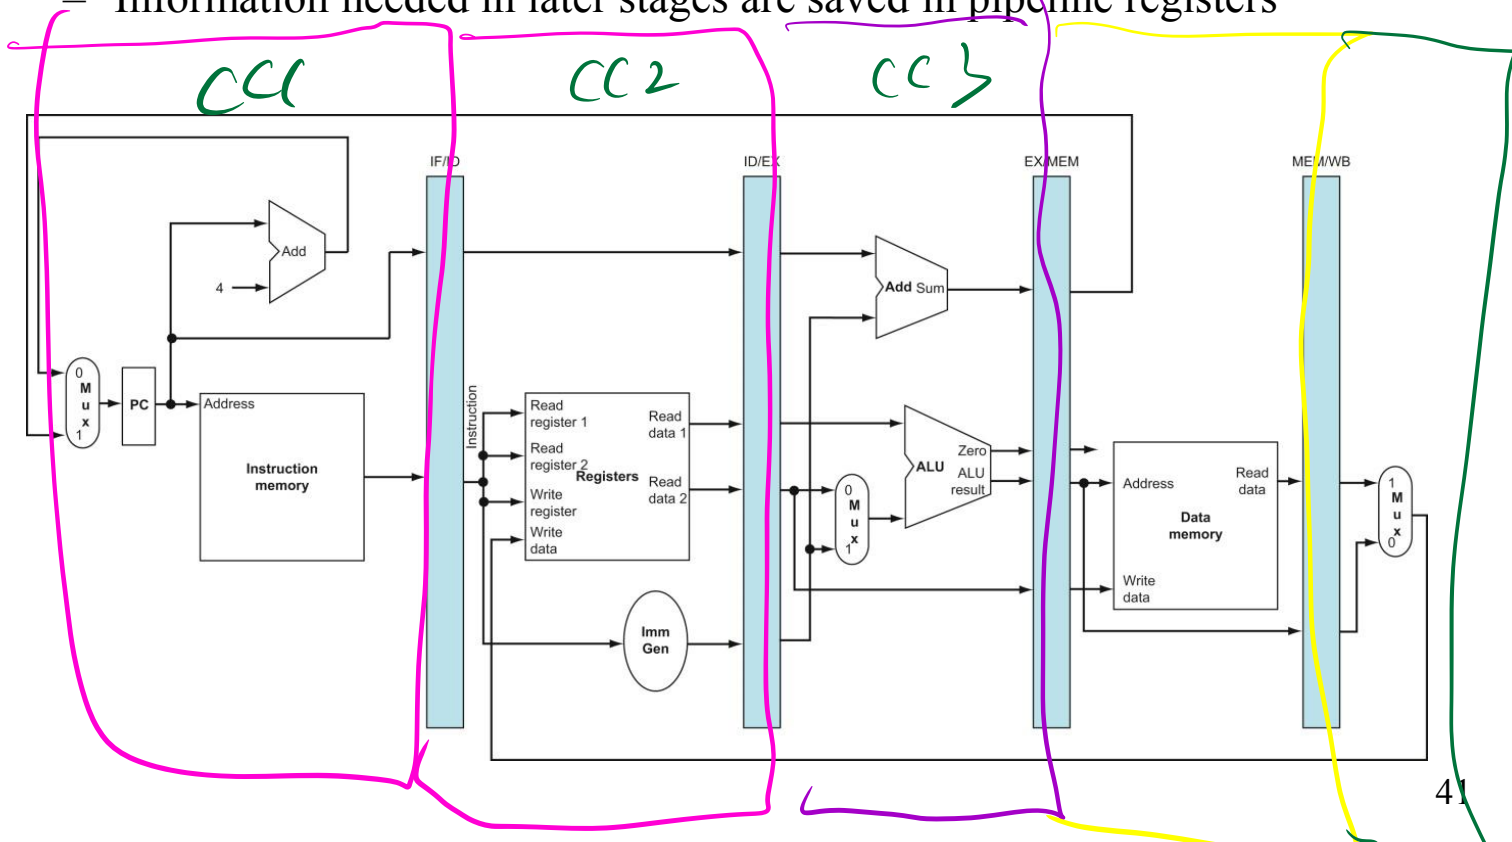 – Information needed in later stages are saved in pipeline registers
CC1 CC2 CC3
IF/ID ID/EX EX/MEM MEM/WB
Add
4
Add Sum
0
M
u
x
1
PC
Address
Instruction
memory
Instruction
Read
register 1
Read
register 2
Registers
Write
register
Write
data
Read
data 1
Read
data 2
Imm
Gen
0
M
u
x
1
Zero
ALU
ALU
result
Address
Read
data
Data
memory
Write
data
1
M
u
x
0
41